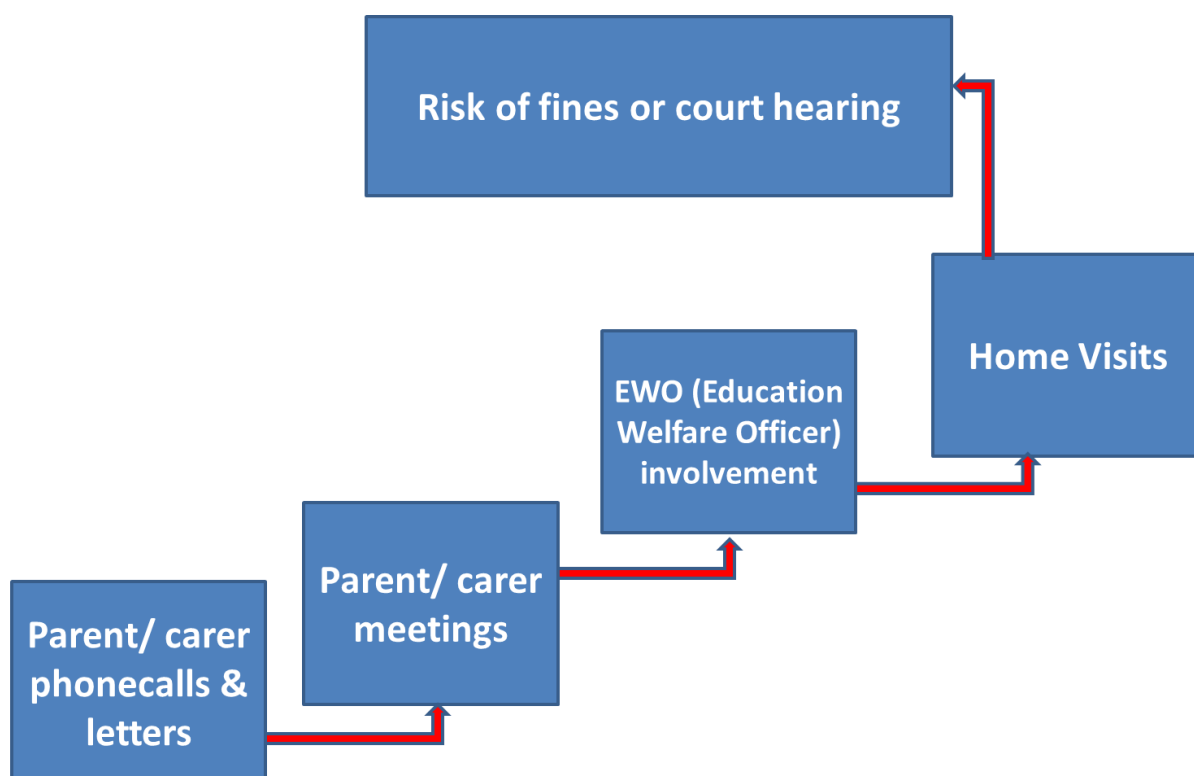 Risk of fines or court hearing
Home Visits
EWO (Education
Welfare Officer)
involvement
Parent/ carer
meetings
Parent/ carer
phonecalls &
letters